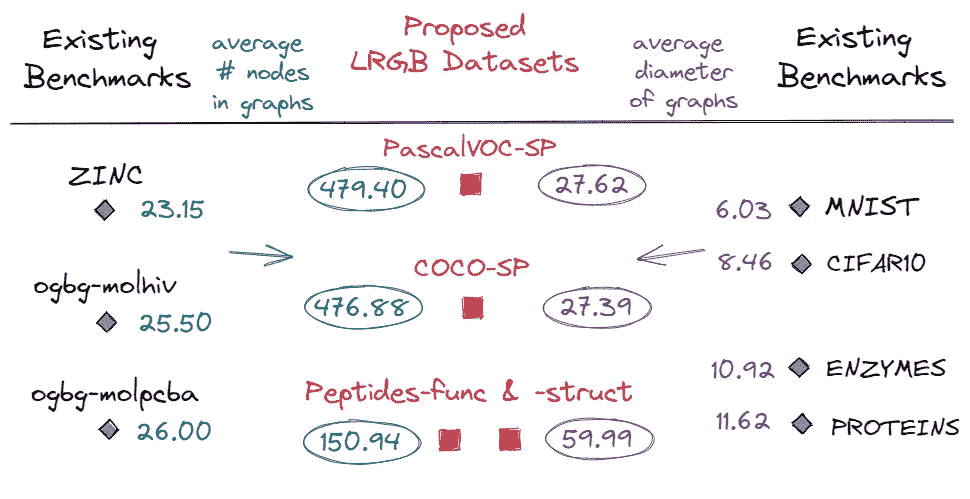 Existing
Benchmarks
average
# nodes
in graphs
Proposed
LRGB Datasets
average
diameter
of graphs
Existing
Benchmarks
PascalVOC-SP
ZINC
479.40
27.62
23.15
6.03
MNIST
COCO-SP
8.46
CIFAR10
ogbg-molhiv
476.88
27.39
25.50
10.92
ENZYMES
ogbg-molpcba
Peptides-func & -struct
26.00
150.94
59.99
11.62
PROTEINS